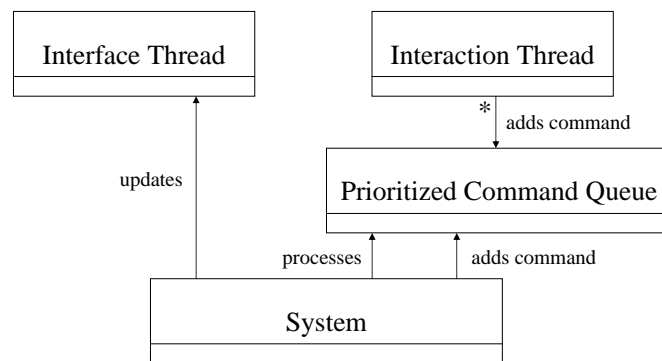 Interface Thread
Interaction Thread
*
adds command
updates
Prioritized Command Queue
processes
adds command
System